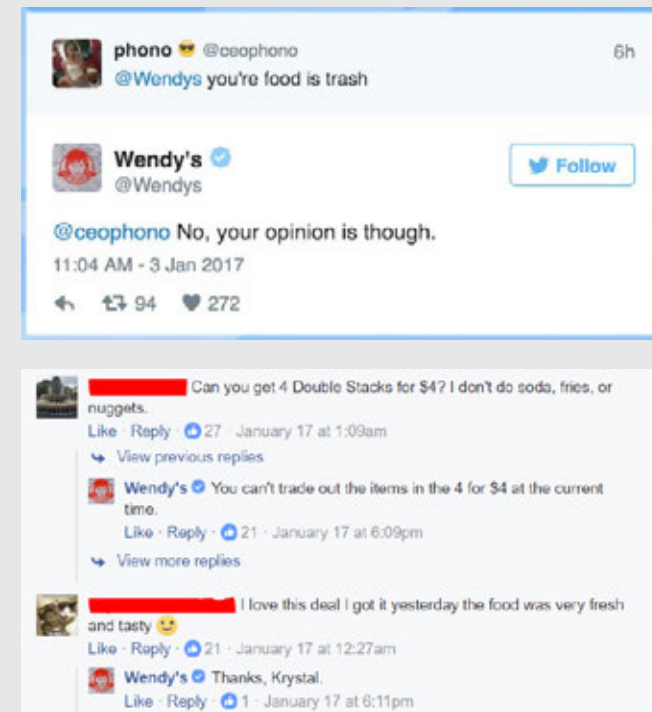 phono 😎 @ceophono 6h
@Wendys you're food is trash
Wendy's
@Wendys
Follow
@ceophono No, your opinion is though.
11:04 AM - 3 Jan 2017
94 272
Can you get 4 Double Stacks for $4? I don't do soda, fries, or
nuggets.
Like · Reply · 27 · January 17 at 1:09am
View previous replies
Wendy's You can't trade out the items in the 4 for $4 at the current
time.
Like · Reply · 21 · January 17 at 6:09pm
View more replies
I love this deal I got it yesterday the food was very fresh
and tasty 😉
Like · Reply · 21 · January 17 at 12:27am
Wendy's Thanks, Krystal.
Like · Reply · 1 · January 17 at 6:11pm